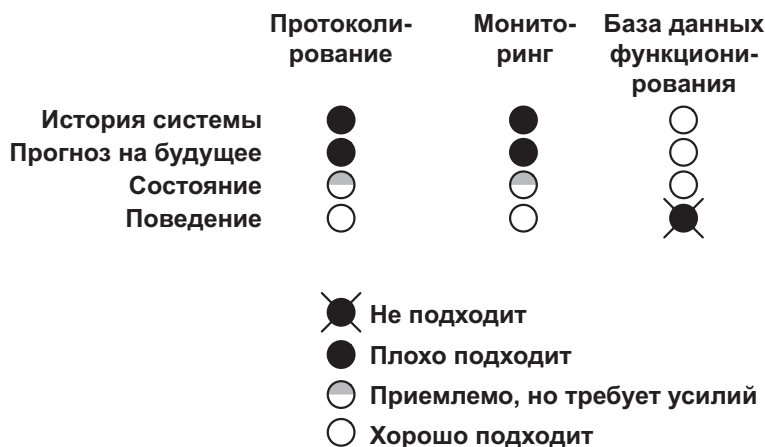 Протоколи-
рование
Монито-
ринг
База данных
функциони-
рования
История системы
Прогноз на будущее
Состояние
Поведение
Не подходит
Плохо подходит
Приемлемо, но требует усилий
Хорошо подходит